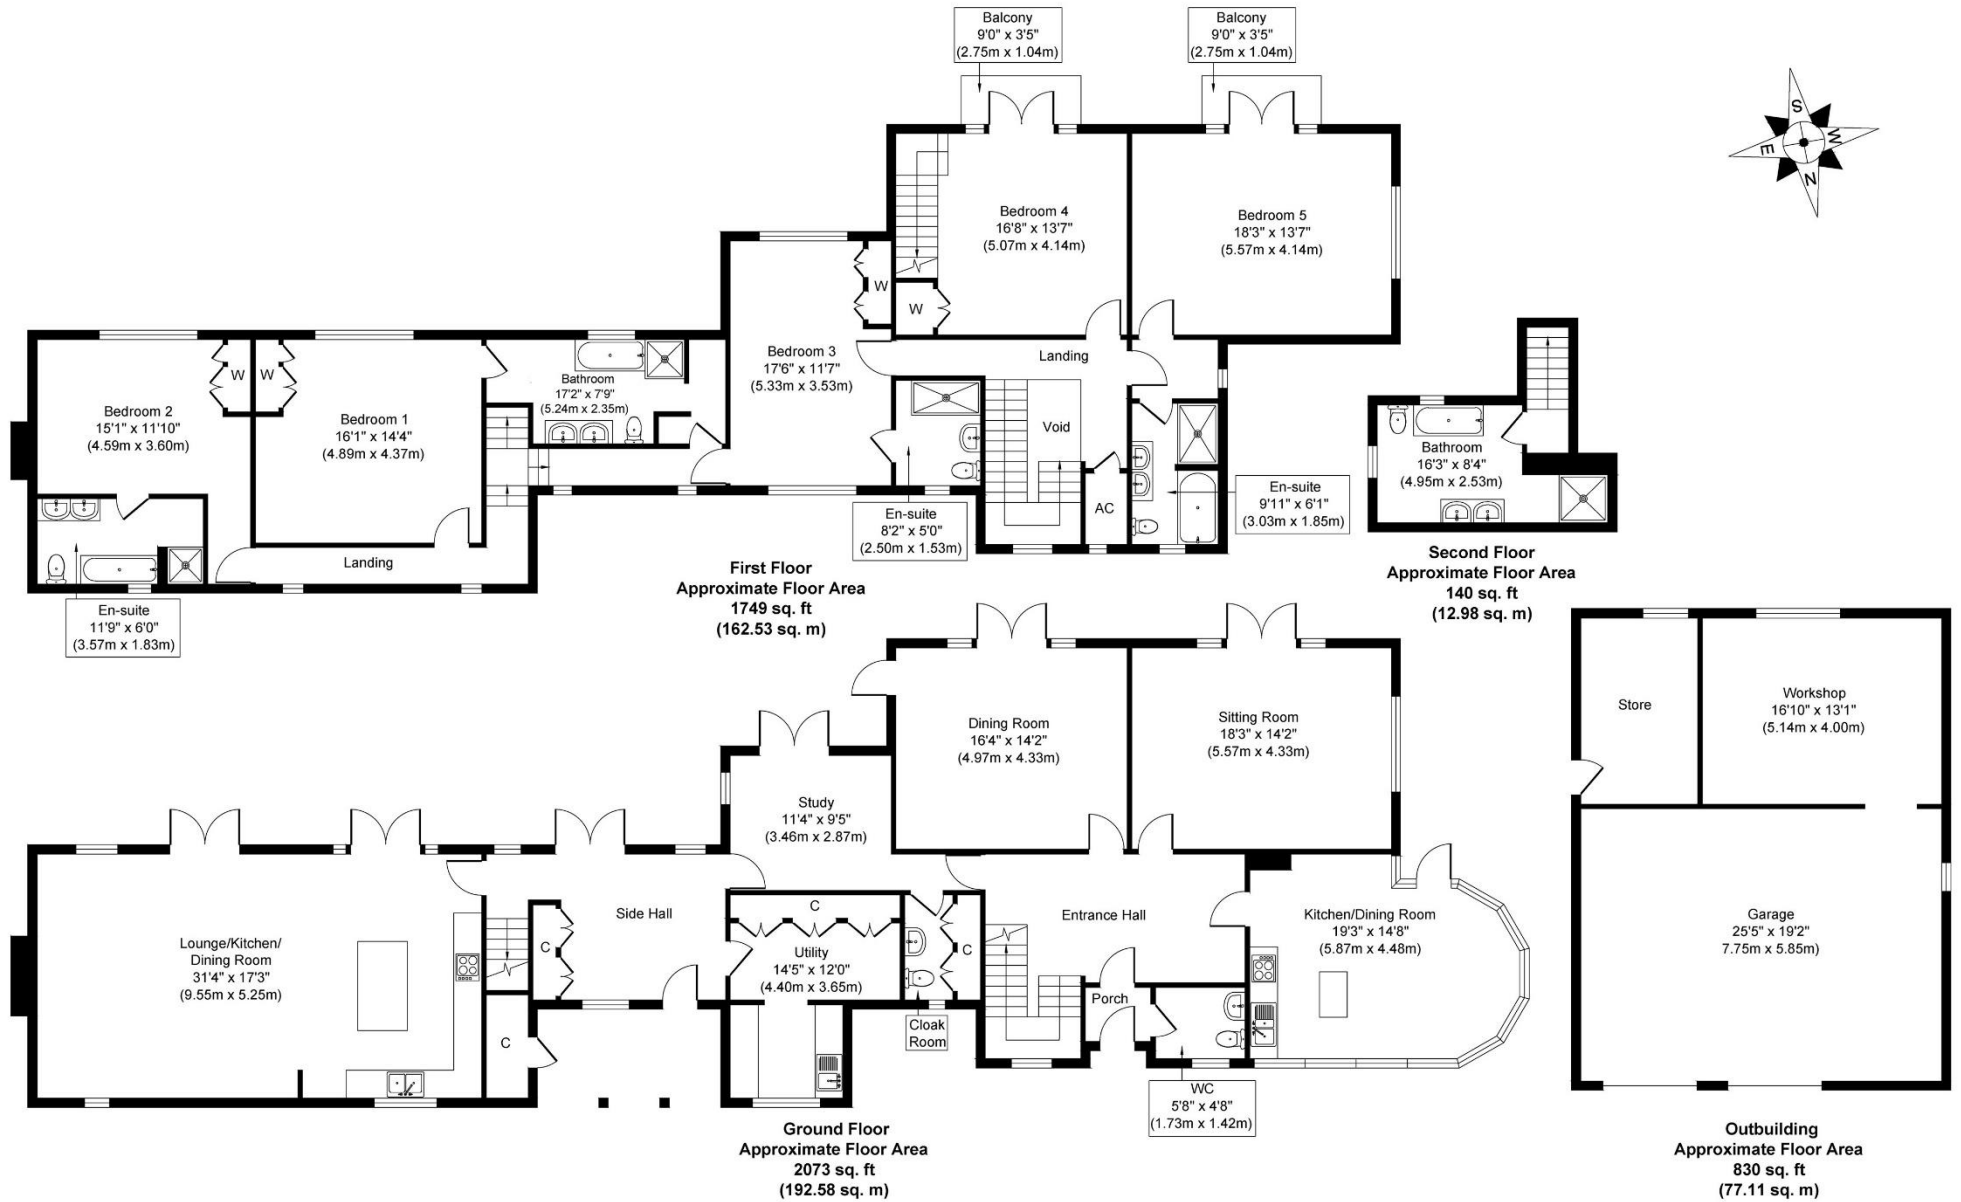 Balcony
9'0" x 3'5"
(2.75m x 1.04m)
Balcony
9'0" x 3'5"
(2.75m x 1.04m)
S
W
E
N
Bedroom 4
16'8" x 13'7"
(5.07m x 4.14m)
Bedroom 5
18'3" x 13'7"
(5.57m x 4.14m)
W
W
Bedroom 3
17'6" x 11'7"
(5.33m x 3.53m)
Landing
W
W
Bathroom
17'2" x 7'9"
(5.24m x 2.35m)
Bedroom 2
15'1" x 11'10"
(4.59m x 3.60m)
Bedroom 1
16'1" x 14'4"
(4.89m x 4.37m)
Void
AC
Landing
En-suite
8'2" x 5'0"
(2.50m x 1.53m)
En-suite
9'11" x 6'1"
(3.03m x 1.85m)
En-suite
11'9" x 6'0"
(3.57m x 1.83m)
First Floor
Approximate Floor Area
1749 sq. ft
(162.53 sq. m)
Bathroom
16'3" x 8'4"
(4.95m x 2.53m)
Second Floor
Approximate Floor Area
140 sq. ft
(12.98 sq. m)
Dining Room
16'4" x 14'2"
(4.97m x 4.33m)
Sitting Room
18'3" x 14'2"
(5.57m x 4.33m)
Study
11'4" x 9'5"
(3.46m x 2.87m)
Side Hall
C
C
Utility
14'5" x 12'0"
(4.40m x 3.65m)
C
Entrance Hall
Kitchen/Dining Room
19'3" x 14'8"
(5.87m x 4.48m)
Lounge/Kitchen/
Dining Room
31'4" x 17'3"
(9.55m x 5.25m)
C
Porch
Cloak
Room
WC
5'8" x 4'8"
(1.73m x 1.42m)
Ground Floor
Approximate Floor Area
2073 sq. ft
(192.58 sq. m)
Store
Workshop
16'10" x 13'1"
(5.14m x 4.00m)
Garage
25'5" x 19'2"
7.75m x 5.85m)
Outbuilding
Approximate Floor Area
830 sq. ft
(77.11 sq. m)